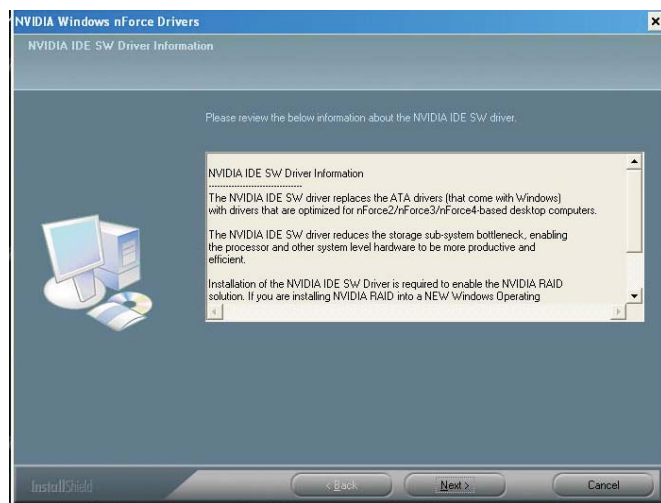 NVIDIA Windows nForce Drivers
NVIDIA IDE SW Driver Information
Please review the below information about the NVIDIA IDE SW driver.
NVIDIA IDE SW Driver Information
--------------------------------
The NVIDIA IDE SW driver replaces the ATA drivers (that come with Windows)
with drivers that are optimized for nForce2/nForce3/nForce4-based desktop computers.
The NVIDIA IDE SW driver reduces the storage sub-system bottleneck, enabling
the processor and other system level hardware to be more productive and
efficient.
Installation of the NVIDIA IDE SW Driver is required to enable the NVIDIA RAID
solution. If you are installing NVIDIA RAID into a NEW Windows Operating
InstallShield
< Back
Next >
Cancel